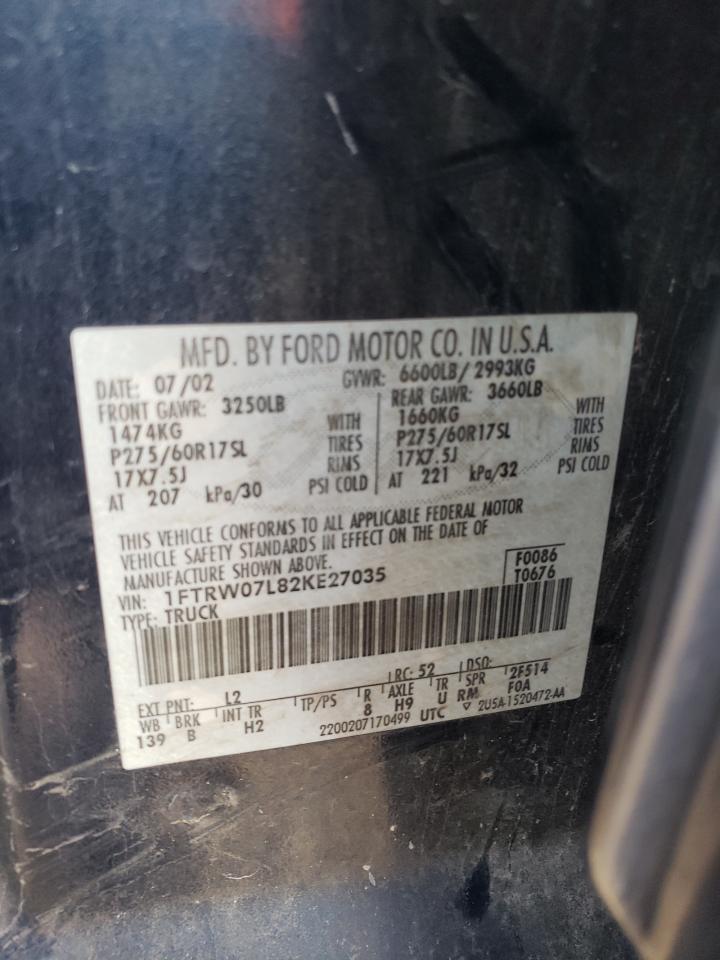 MFD. BY FORD MOTOR CO. IN U.S.A.
DATE: 07/02 GVWR: 6600LB/ 2993KG
FRONT GAWR: 3250LB REAR GAWR: 3660LB
1474KG WITH 1660KG WITH
P275/60R17SL TIRES P275/60R17SL TIRES
17X7.5J RIMS 17X7.5J RIMS
AT 207 kPa/30 PSI COLD AT 221 kPa/32 PSI COLD
THIS VEHICLE CONFORMS TO ALL APPLICABLE FEDERAL MOTOR
VEHICLE SAFETY STANDARDS IN EFFECT ON THE DATE OF
MANUFACTURE SHOWN ABOVE.
VIN: 1FTRW07L82KE27035 F0086
TYPE: TRUCK T0676
EXT PNT: L2 RC: 52 DSO:
WB BRK INT TR TP/PS R AXLE TR SPR 2F514
139 B H2 8 H9 U RM F0A
2200207170499 UTC ▽ 2U5A-1520472-AA